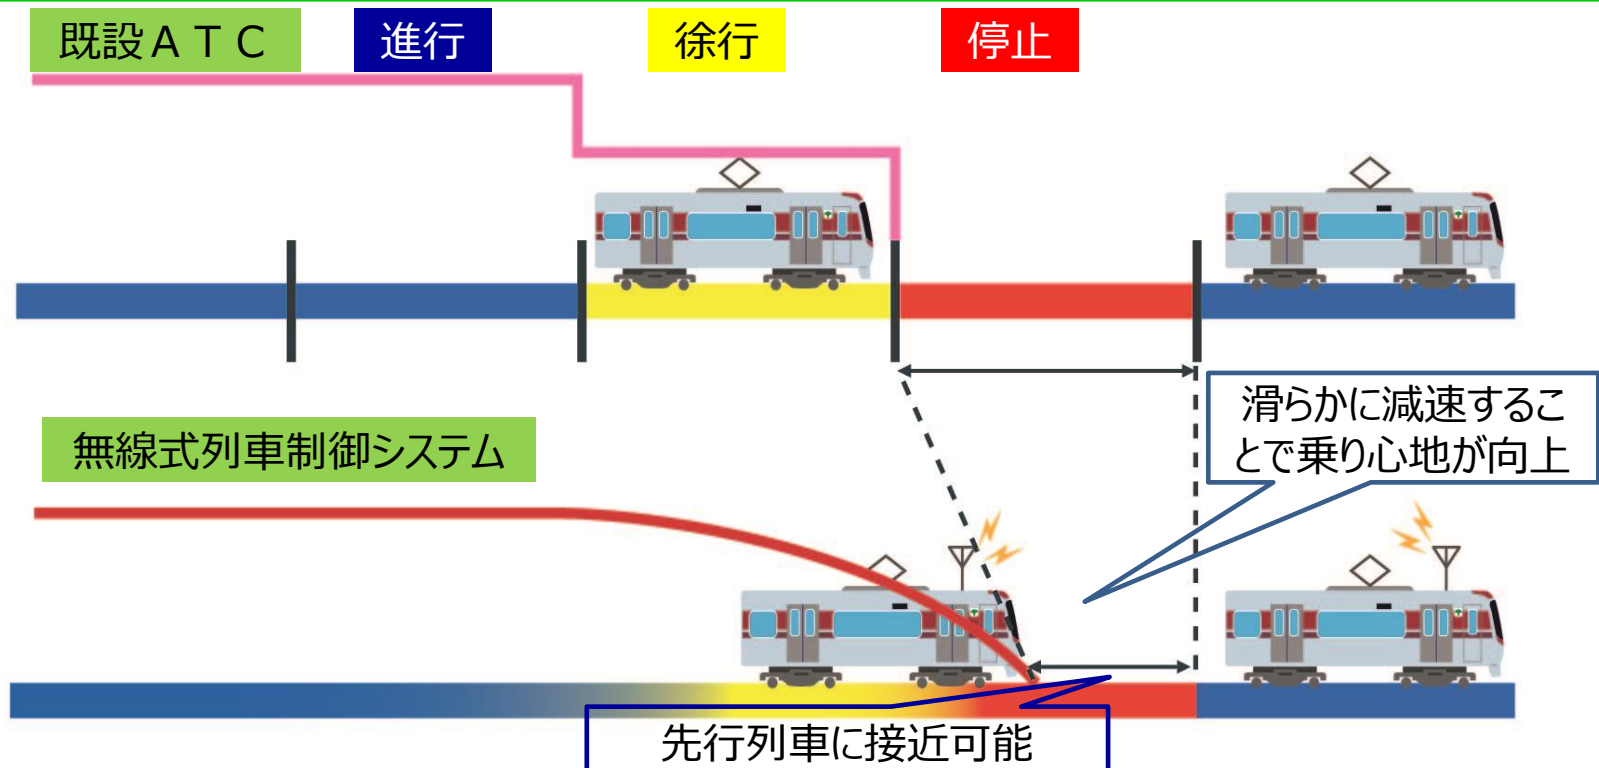 既設ＡＴＣ
進行
徐行
停止
滑らかに減速するこ
とで乗り心地が向上
無線式列車制御システム
先行列車に接近可能